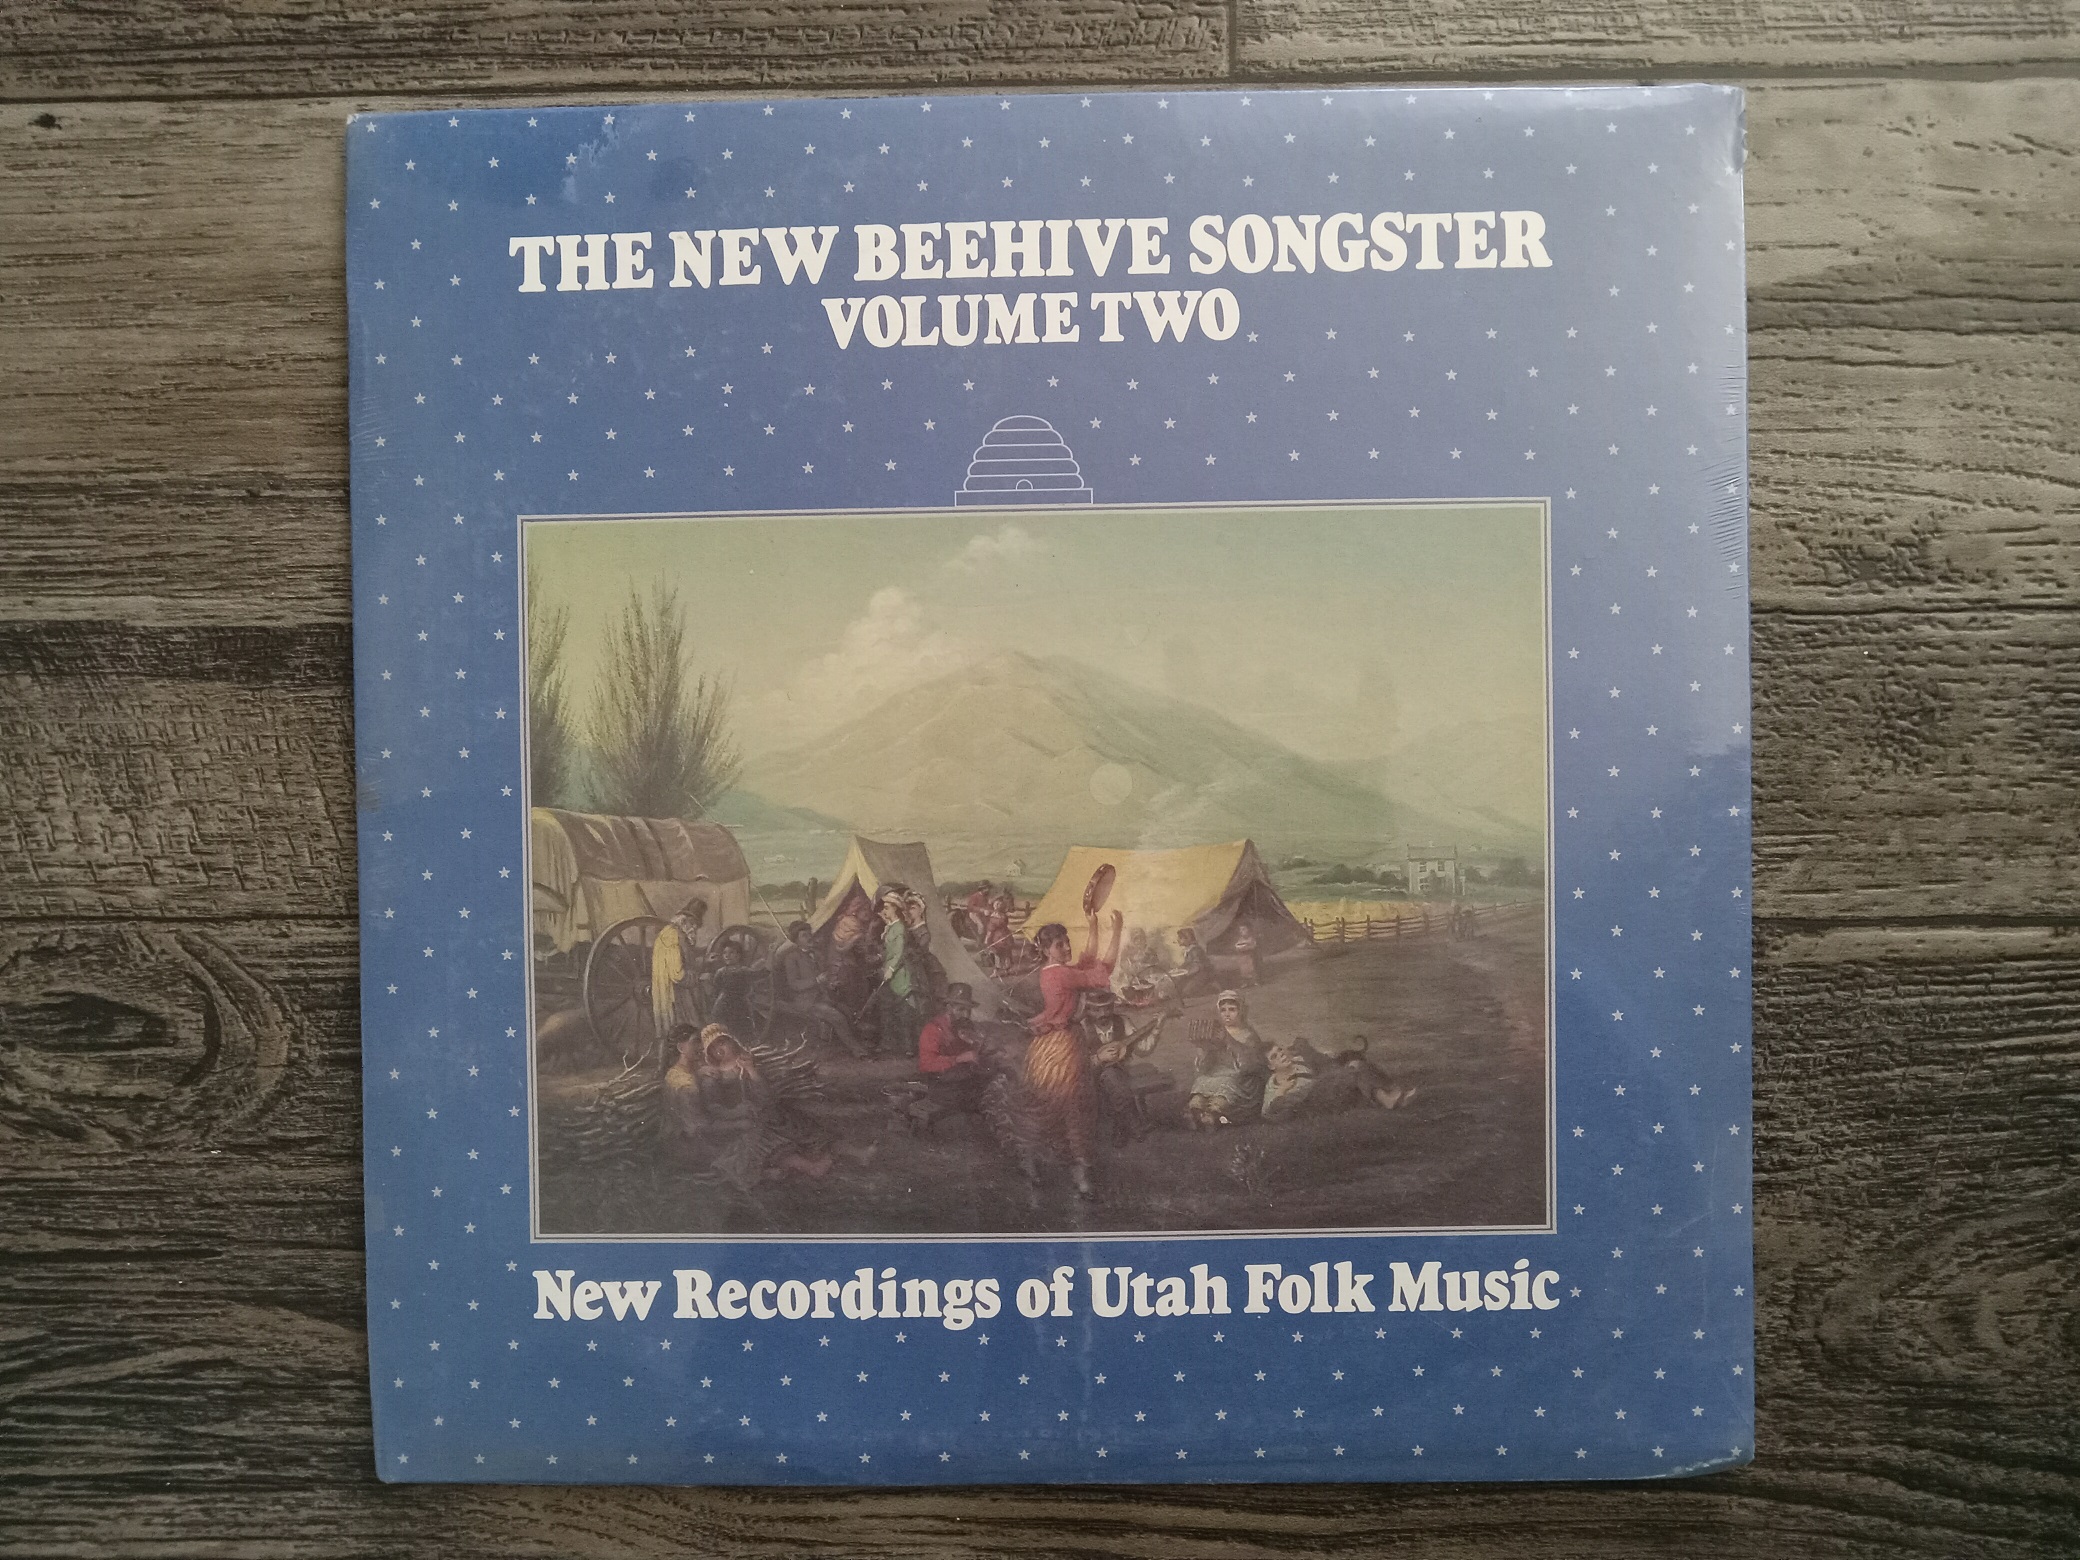 THE NEW BEEHIVE SONGSTER
VOLUME TWO
New Recordings of Utah Folk Music